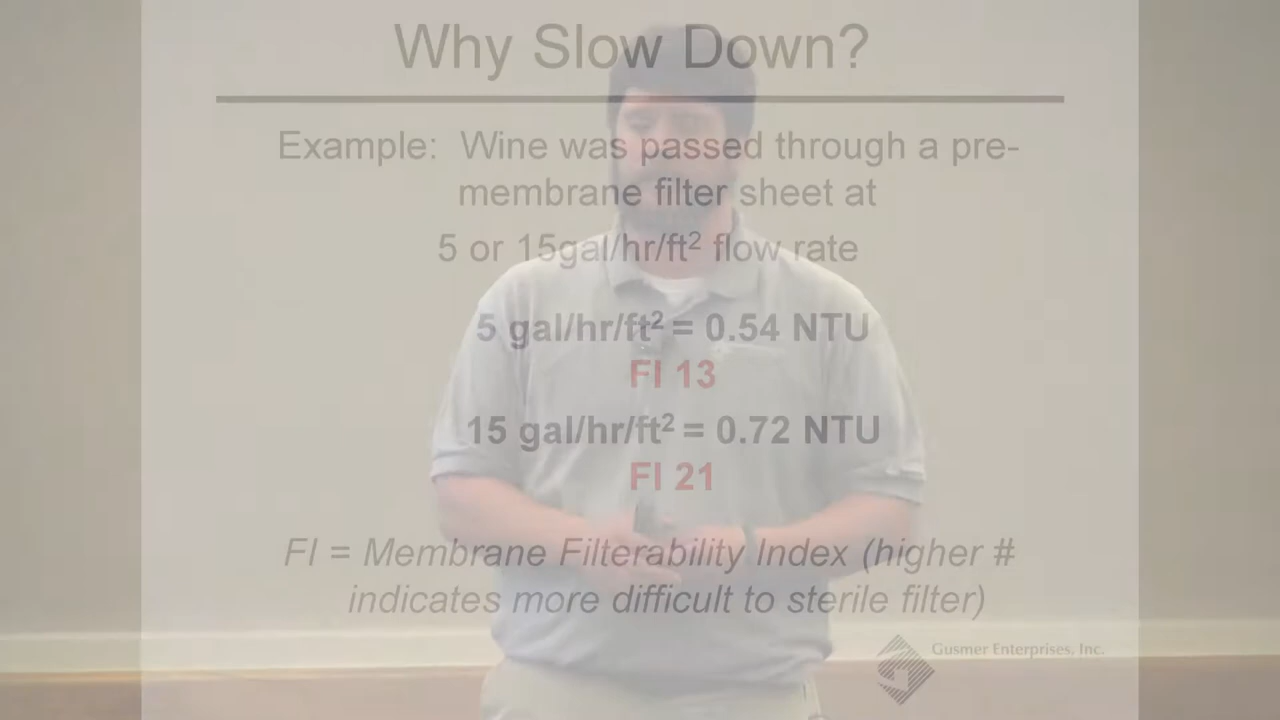 Why Slow Down?
Example: Wine was passed through a pre-
membrane filter sheet at
5 or 15gal/hr/ft² flow rate
5 gal/hr/ft² = 0.54 NTU
FI 13
15 gal/hr/ft² = 0.72 NTU
FI 21
FI = Membrane Filterability Index (higher #
indicates more difficult to sterile filter)
Gusmer Enterprises, Inc.